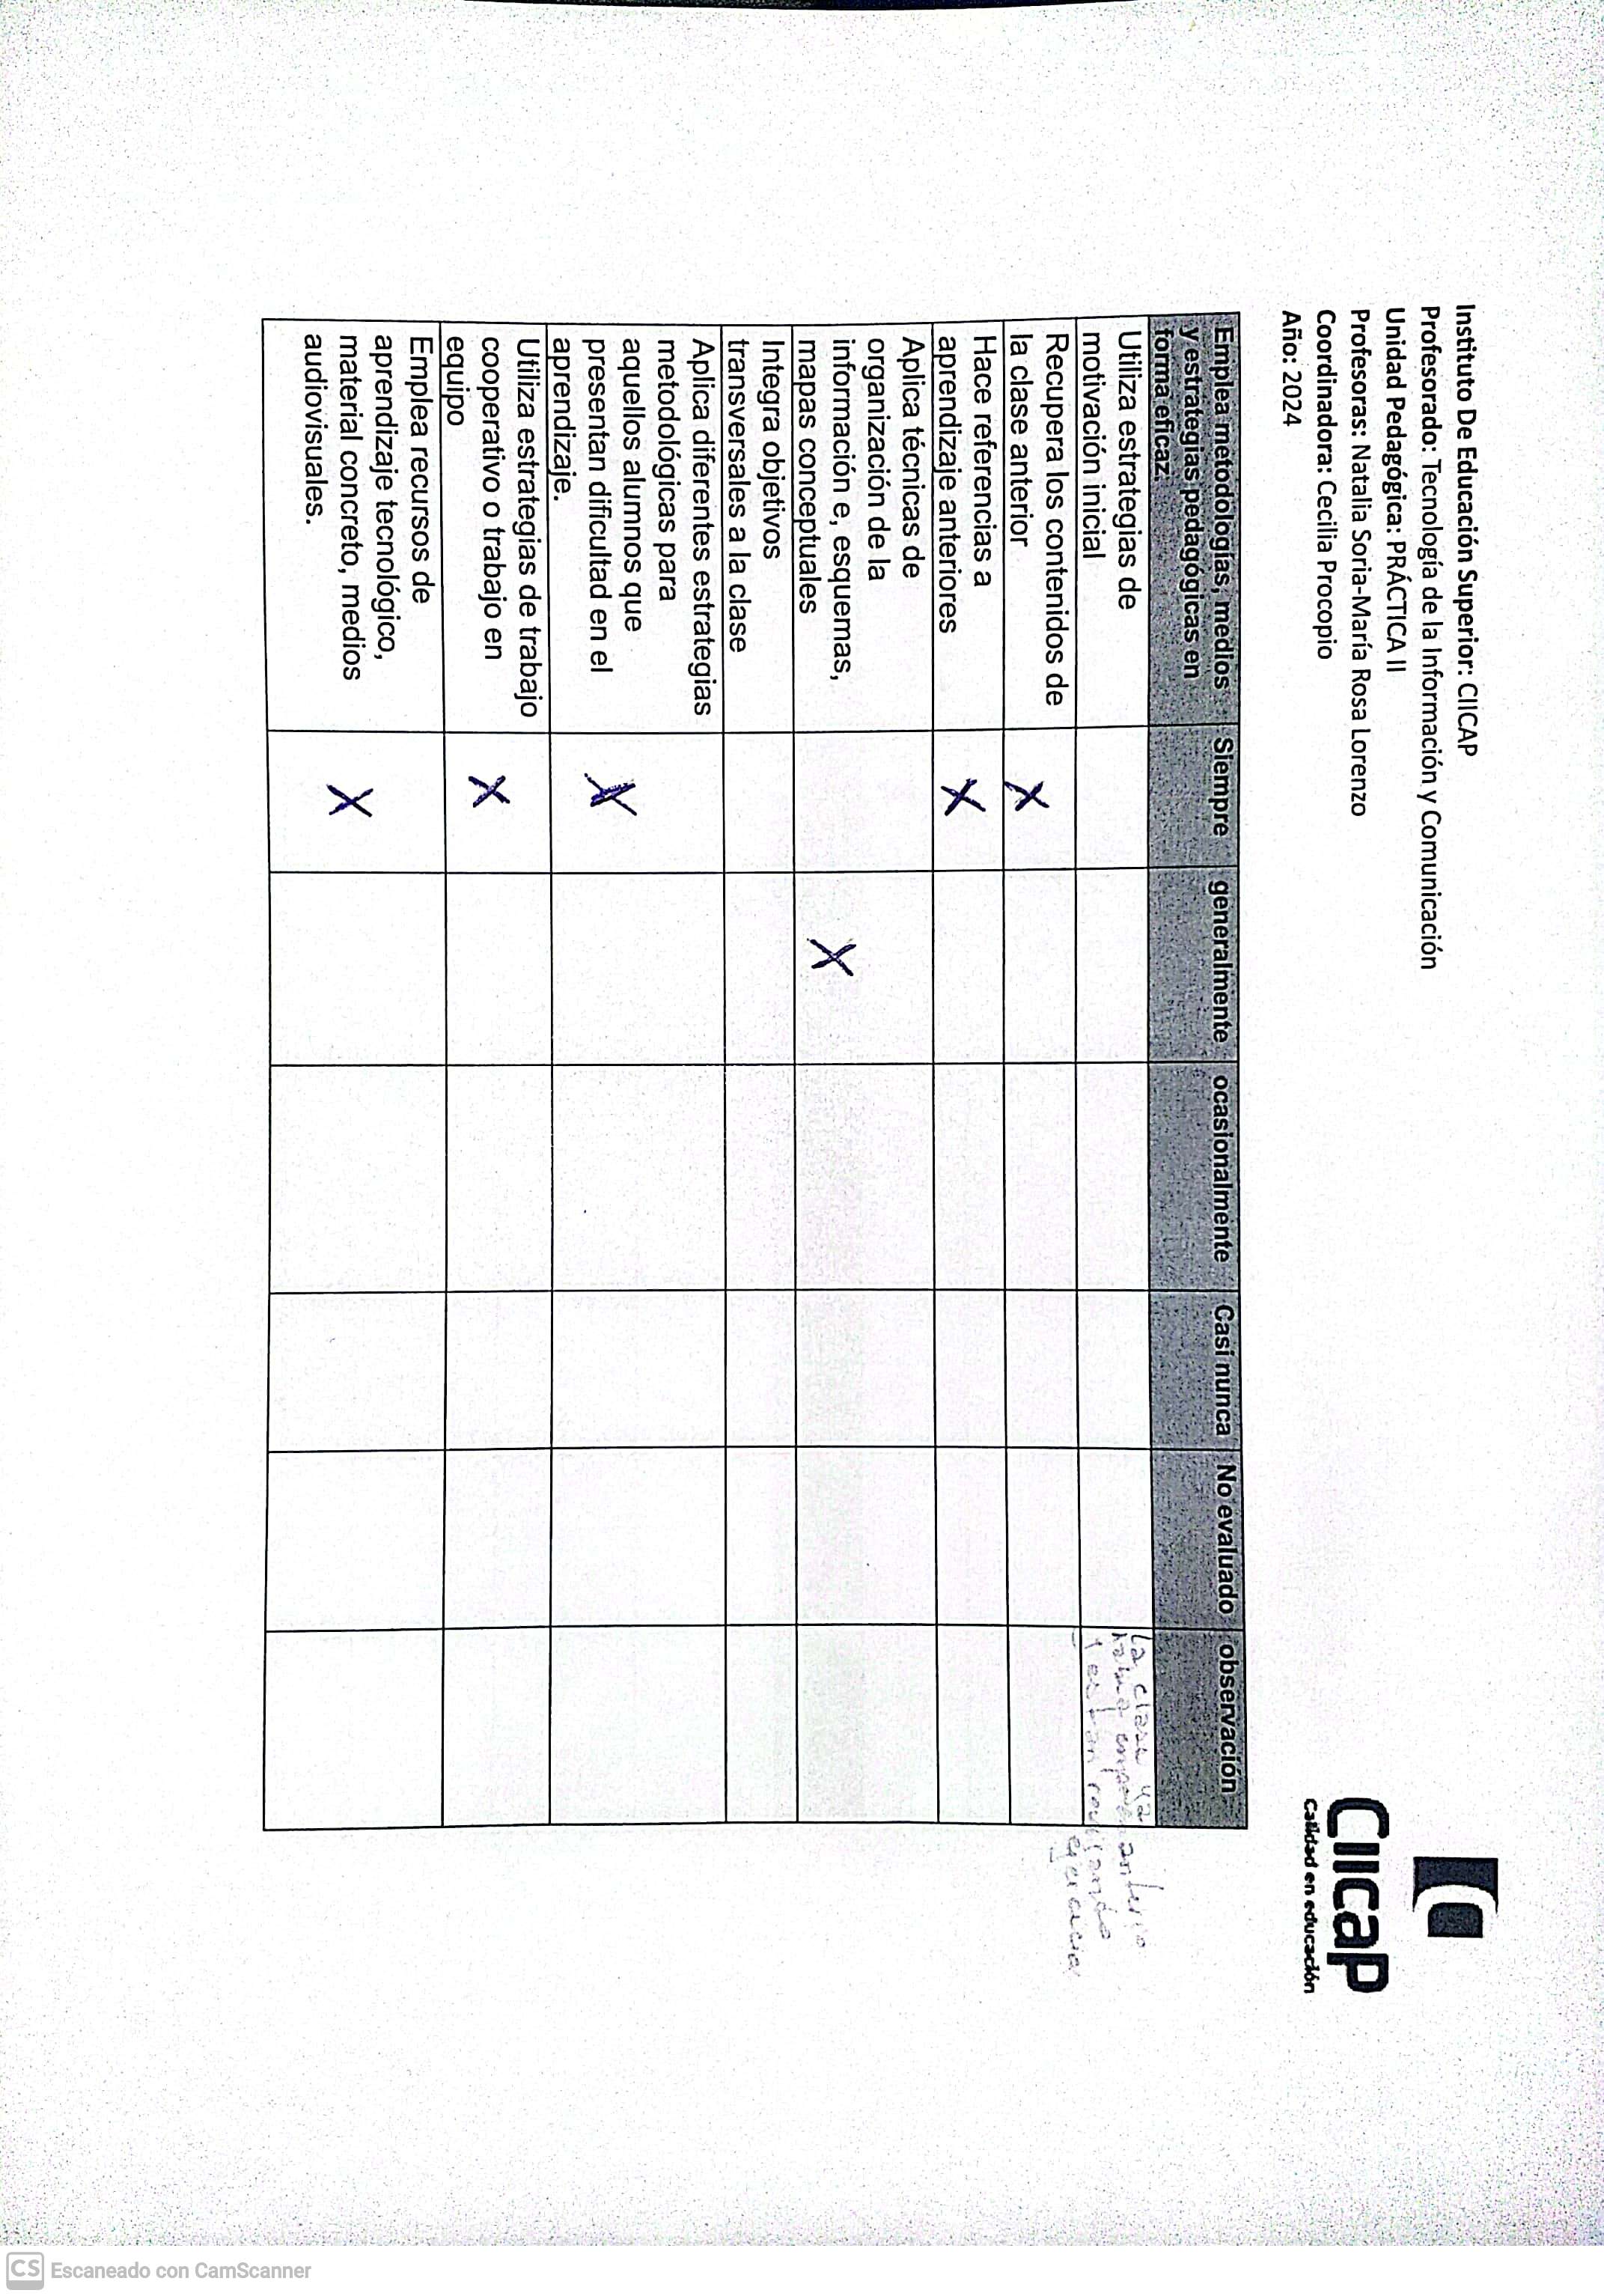 Instituto De Educación Superior: CIICAP
Profesorado: Tecnología de la Información y Comunicación
Unidad Pedagógica: PRÁCTICA II
Profesoras: Natalia Soria-María Rosa Lorenzo
Coordinadora: Cecilia Procopio
Año: 2024
CIIcaP
Calidad en educación
Emplea metodologías, medios
y estrategias pedagógicas en
forma eficaz.
Siempre
generalmente
ocasionalmente
Casi nunca
No evaluado
observación
Utiliza estrategias de
motivación inicial
La clase ya
había
están revisando
Recupera los contenidos de
la clase anterior
X
Hace referencias a
aprendizaje anteriores
X
Aplica técnicas de
organización de la
información e, esquemas,
mapas conceptuales
X
Integra objetivos
transversales a la clase
Aplica diferentes estrategias
metodológicas para
aquellos alumnos que
presentan dificultad en el
aprendizaje.
X
Utiliza estrategias de trabajo
cooperativo o trabajo en
equipo
X
Emplea recursos de
aprendizaje tecnológico,
material concreto, medios
audiovisuales.
X
CS Escaneado con CamScanner